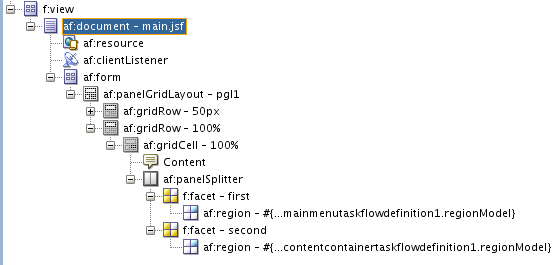 f:view
af:document - main.jsf
af:resource
af:clientListener
af:form
af:panelGridLayout - pgl1
af:gridRow - 50px
af:gridRow - 100%
af:gridCell - 100%
Content
af:panelSplitter
f:facet - first
af:region - #{...mainmenutaskflowdefinition1.regionModel}
f:facet - second
af:region - #{...contentcontainertaskflowdefinition1.regionModel}